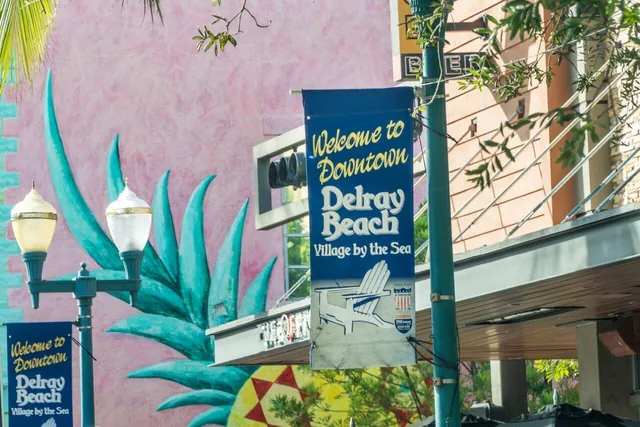 Welcome to
Downtown
Delray
Beach
Village by the Sea
Welcome to
Downtown
Delray
Beach
Village by the Sea